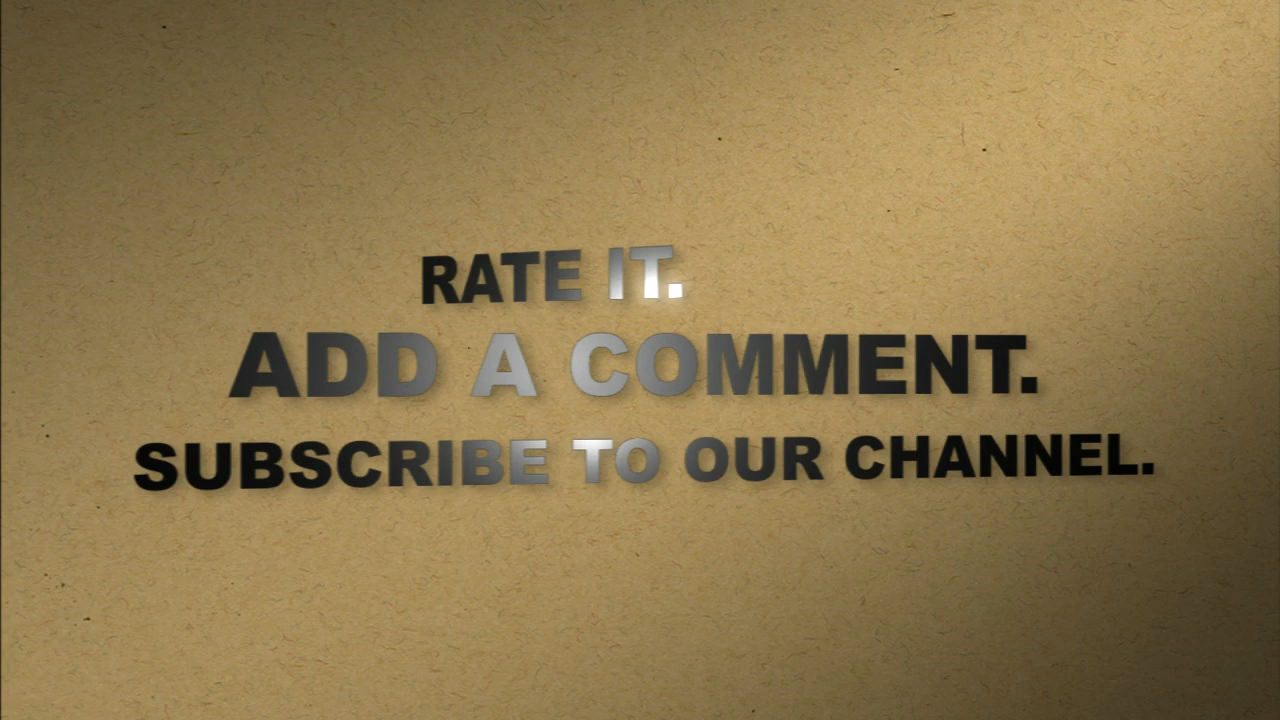 RATE IT.
ADD A COMMENT.
SUBSCRIBE TO OUR CHANNEL.